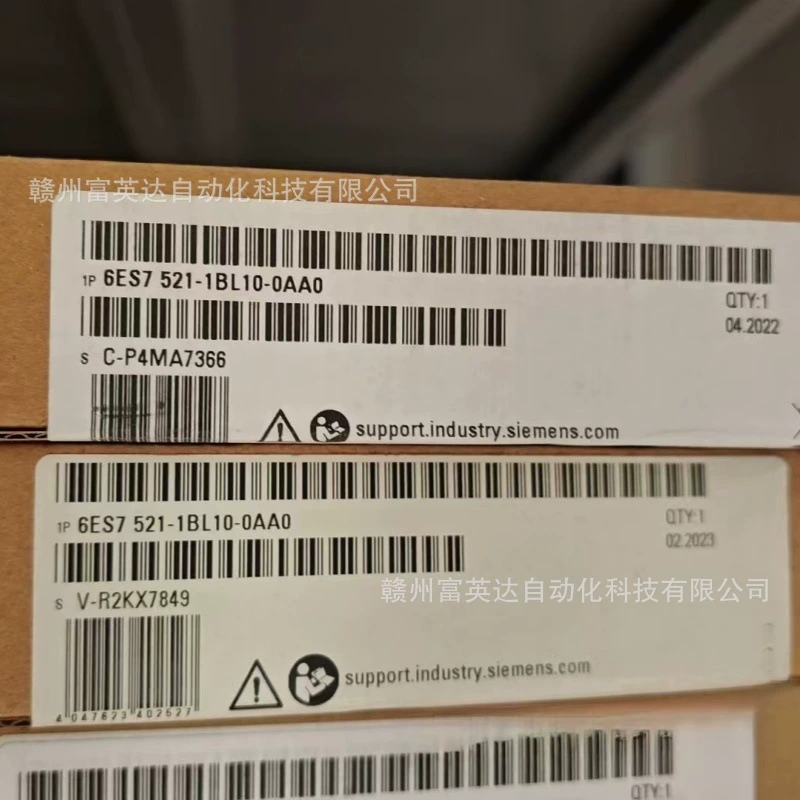 赣州富英达自动化科技有限公司
1P 6ES7 521-1BL10-0AA0
QTY:1
04.2022
S C-P4MA7366
support.industry.siemens.com
1P 6ES7 521-1BL10-0AA0
QTY:1
02.2023
赣州富英达自动化科技有限公司
S V-R2KX7849
support.industry.siemens.com
4 047623 402527
QTY:1